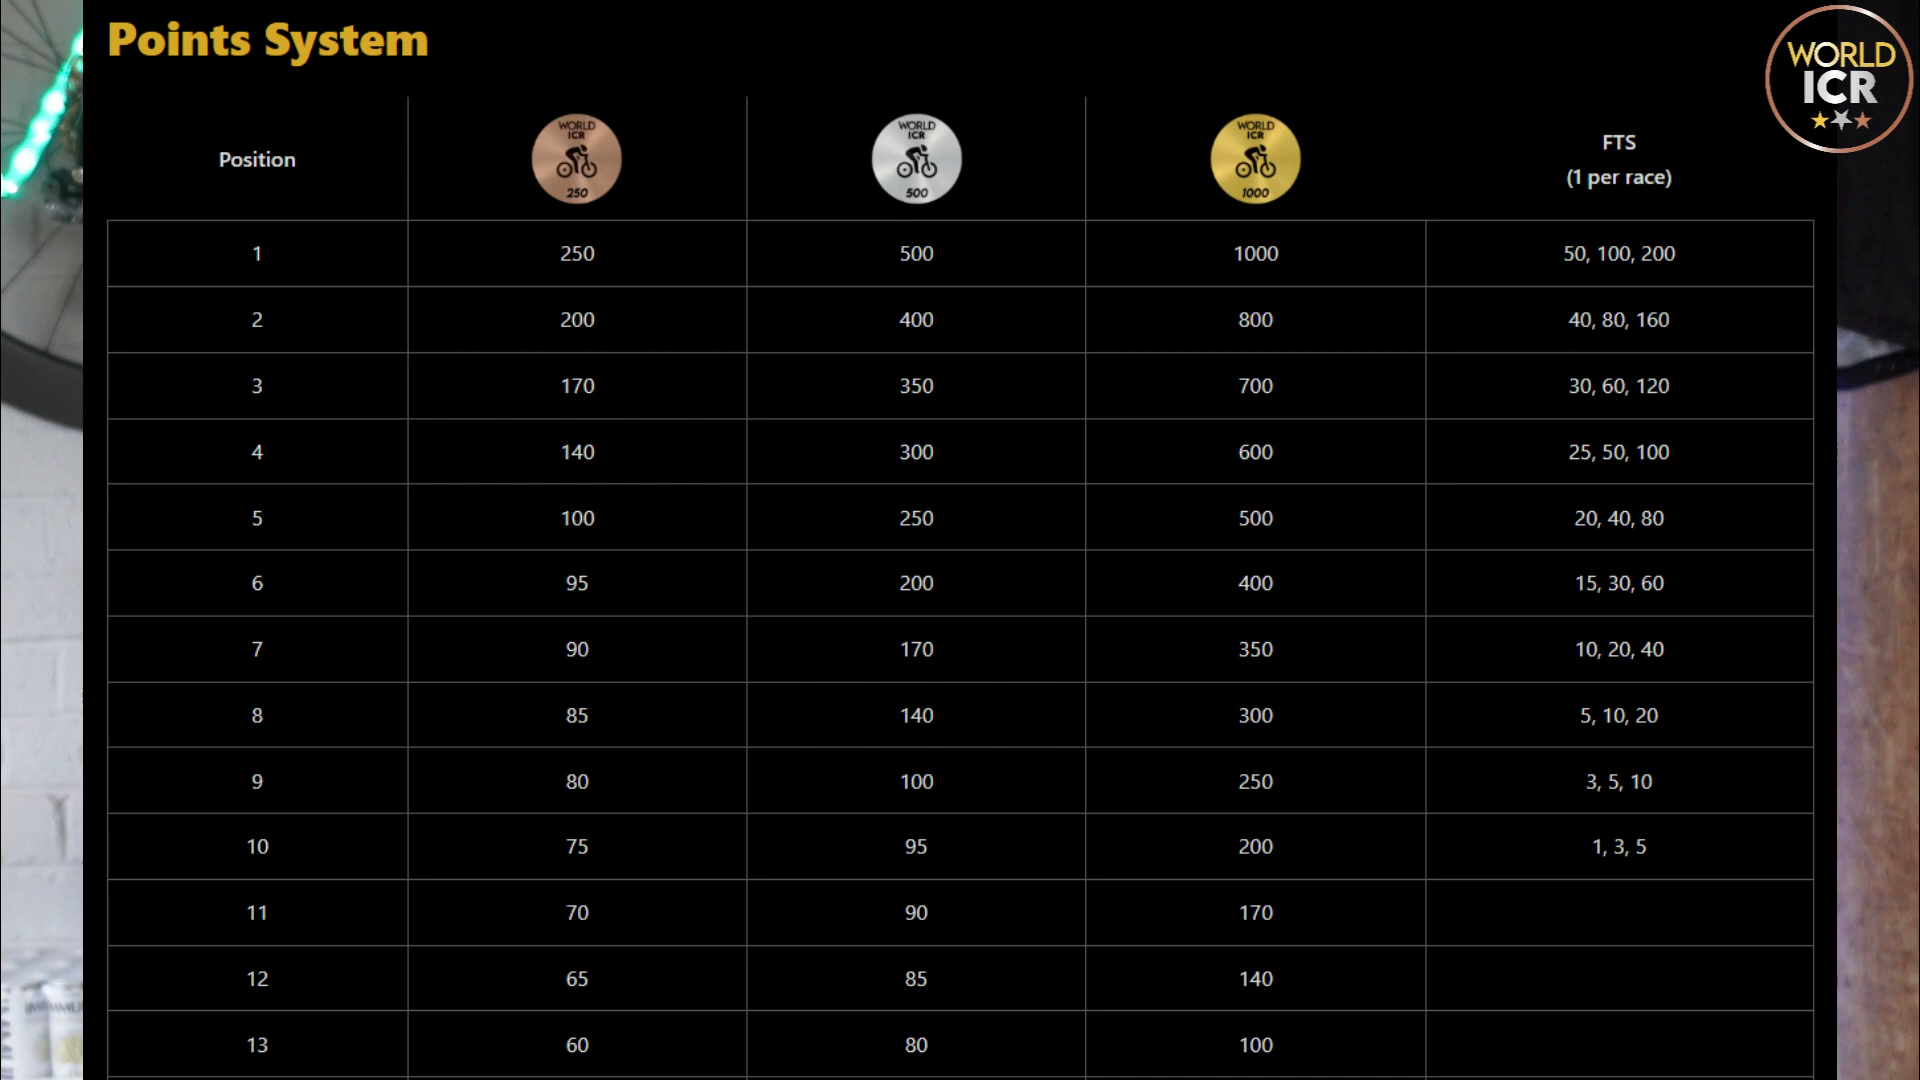 Points System
WORLD
ICR
Position
WORLD
ICR
250
WORLD
ICR
500
WORLD
ICR
1000
FTS
(1 per race)
1 250 500 1000 50, 100, 200
2 200 400 800 40, 80, 160
3 170 350 700 30, 60, 120
4 140 300 600 25, 50, 100
5 100 250 500 20, 40, 80
6 95 200 400 15, 30, 60
7 90 170 350 10, 20, 40
8 85 140 300 5, 10, 20
9 80 100 250 3, 5, 10
10 75 95 200 1, 3, 5
11 70 90 170
12 65 85 140
13 60 80 100